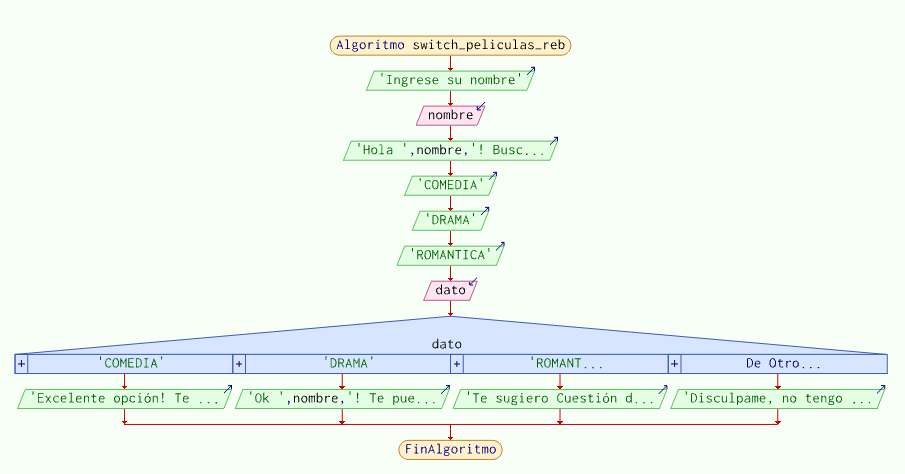 Algoritmo switch_peliculas_reb
'Ingrese su nombre'
nombre
'Hola ',nombre,'! Busc...
'COMEDIA'
'DRAMA'
'ROMANTICA'
dato
dato
+ 'COMEDIA' + 'DRAMA' + 'ROMANT... + De Otro...
'Excelente opción! Te ... 'Ok ',nombre,'! Te pue... 'Te sugiero Cuestión d... 'Disculpame, no tengo ...
FinAlgoritmo